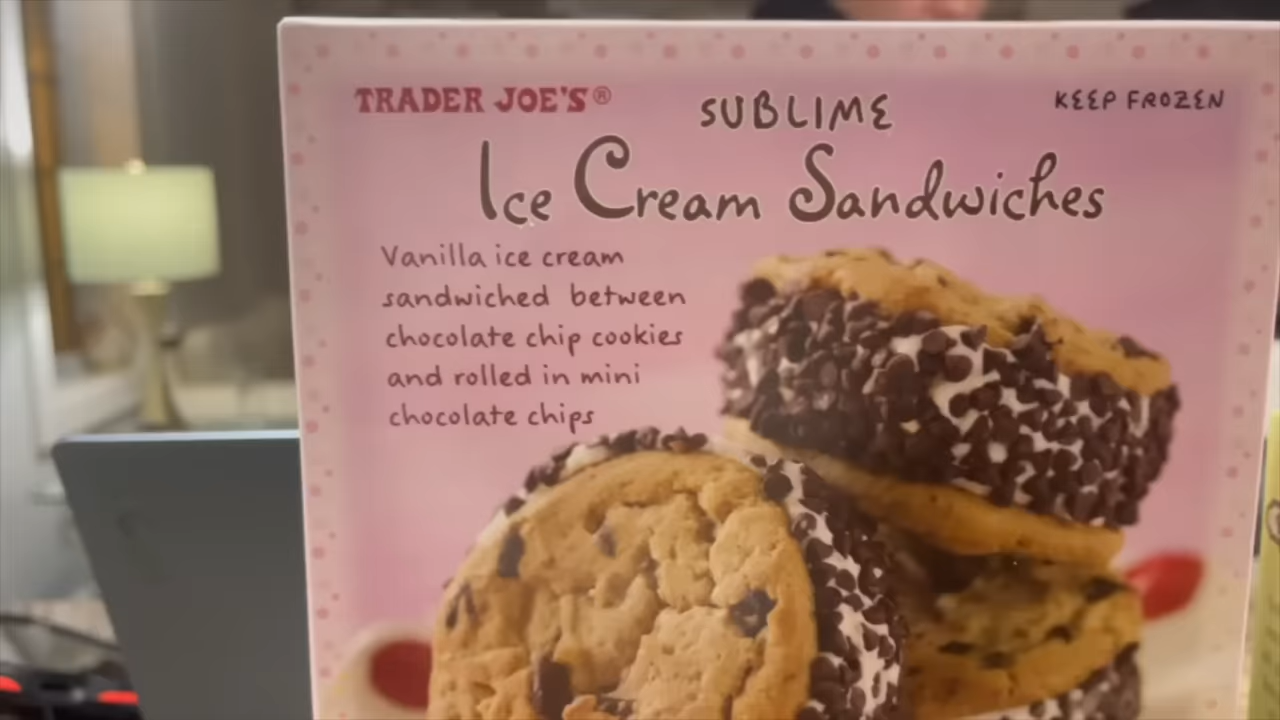 TRADER JOE'S®
SUBLIME
KEEP FROZEN
Ice Cream Sandwiches
Vanilla ice cream
sandwiched between
chocolate chip cookies
and rolled in mini
chocolate chips